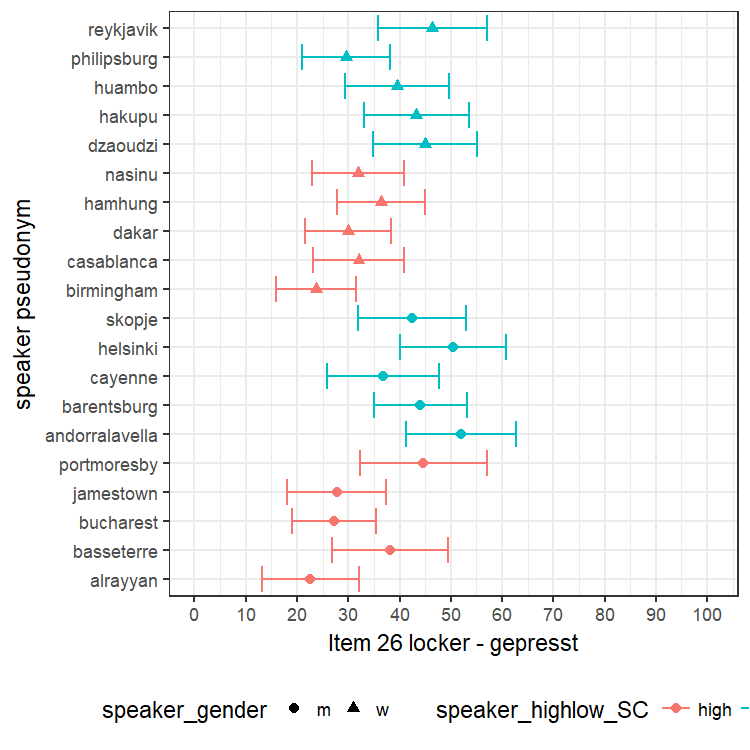 reykjavik
philipsburg
huambo
hakupu
dzaoudzi
nasinu
hamhung
dakar
casablanca
birmingham
skopje
helsinki
cayenne
barentsburg
andorralavella
portmoresby
jamestown
bucharest
basseterre
alrayyan
speaker pseudonym
0 10 20 30 40 50 60 70 80 90 100
Item 26 locker - gepresst
speaker_gender m w speaker_highlow_SC high